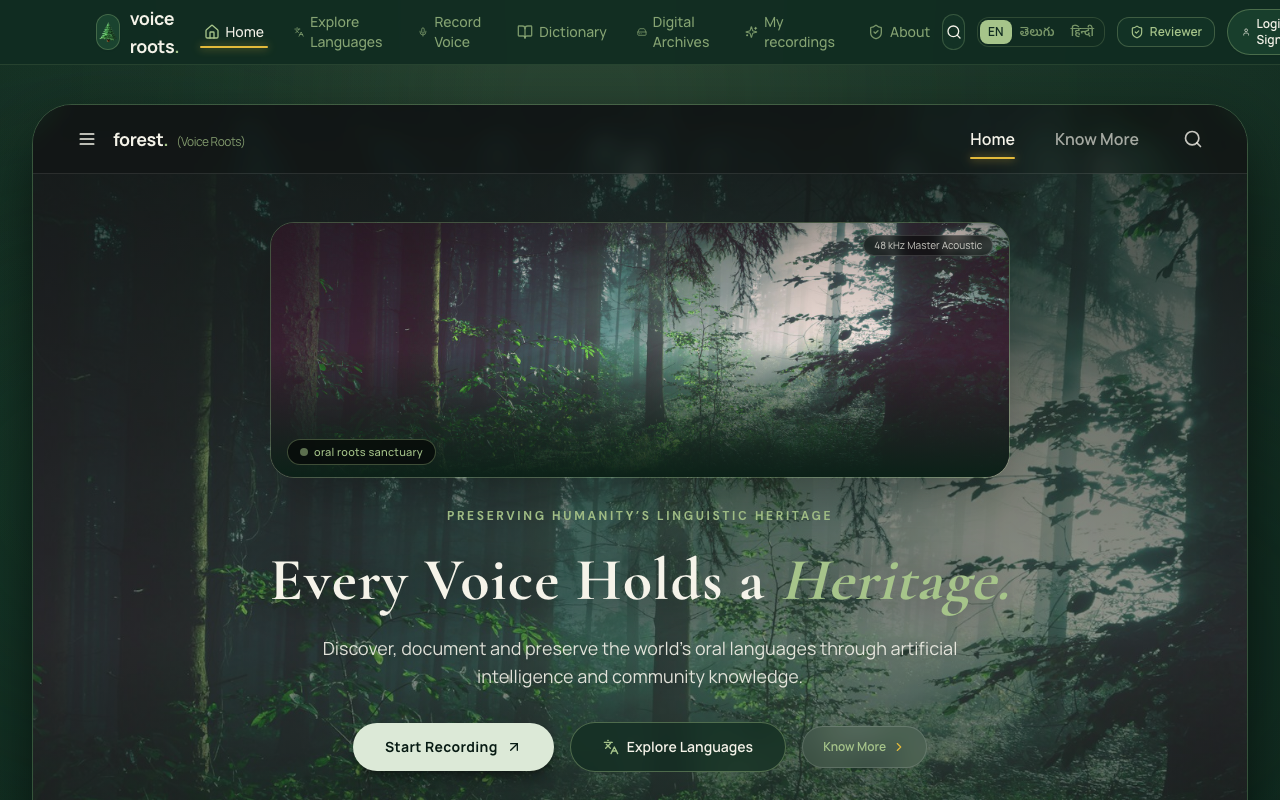 voice
roots.
Home
Explore
Languages
Record
Voice
Dictionary
Digital
Archives
My
recordings
About
EN
తెలుగు
हिन्दी
Reviewer
forest. (Voice Roots)
Home
Know More
48 kHz Master Acoustic
oral roots sanctuary
PRESERVING HUMANITY'S LINGUISTIC HERITAGE
Every Voice Holds a Heritage.
Discover, document and preserve the world's oral languages through artificial
intelligence and community knowledge.
Start Recording
Explore Languages
Know More